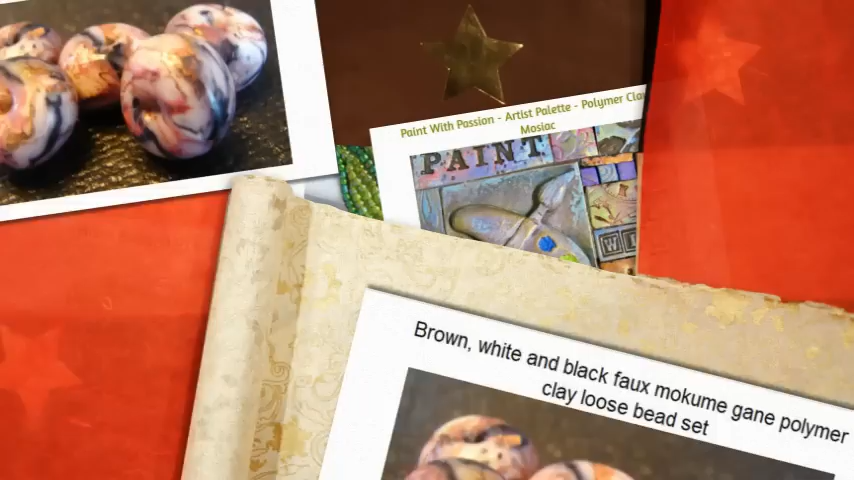 Paint With Passion - Artist Palette - Polymer
Mosiac
PAINT
Brown, white and black faux mokume gane polymer
clay loose bead set